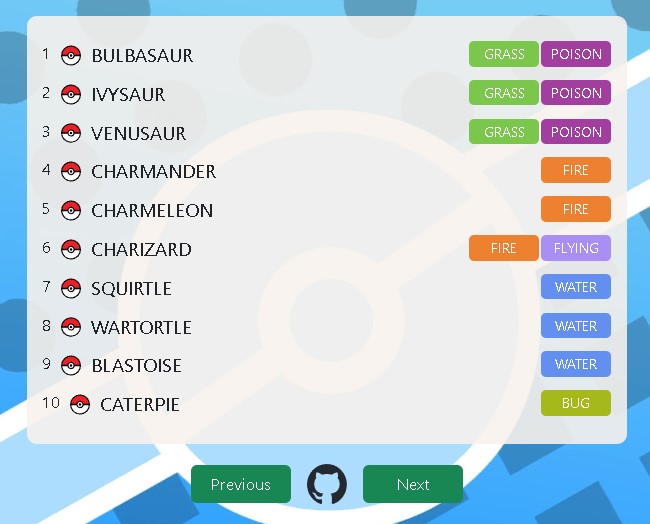 1 BULBASAUR GRASS POISON
2 IVYSAUR GRASS POISON
3 VENUSAUR GRASS POISON
4 CHARMANDER FIRE
5 CHARMELEON FIRE
6 CHARIZARD FIRE FLYING
7 SQUIRTLE WATER
8 WARTORTLE WATER
9 BLASTOISE WATER
10 CATERPIE BUG
Previous Next